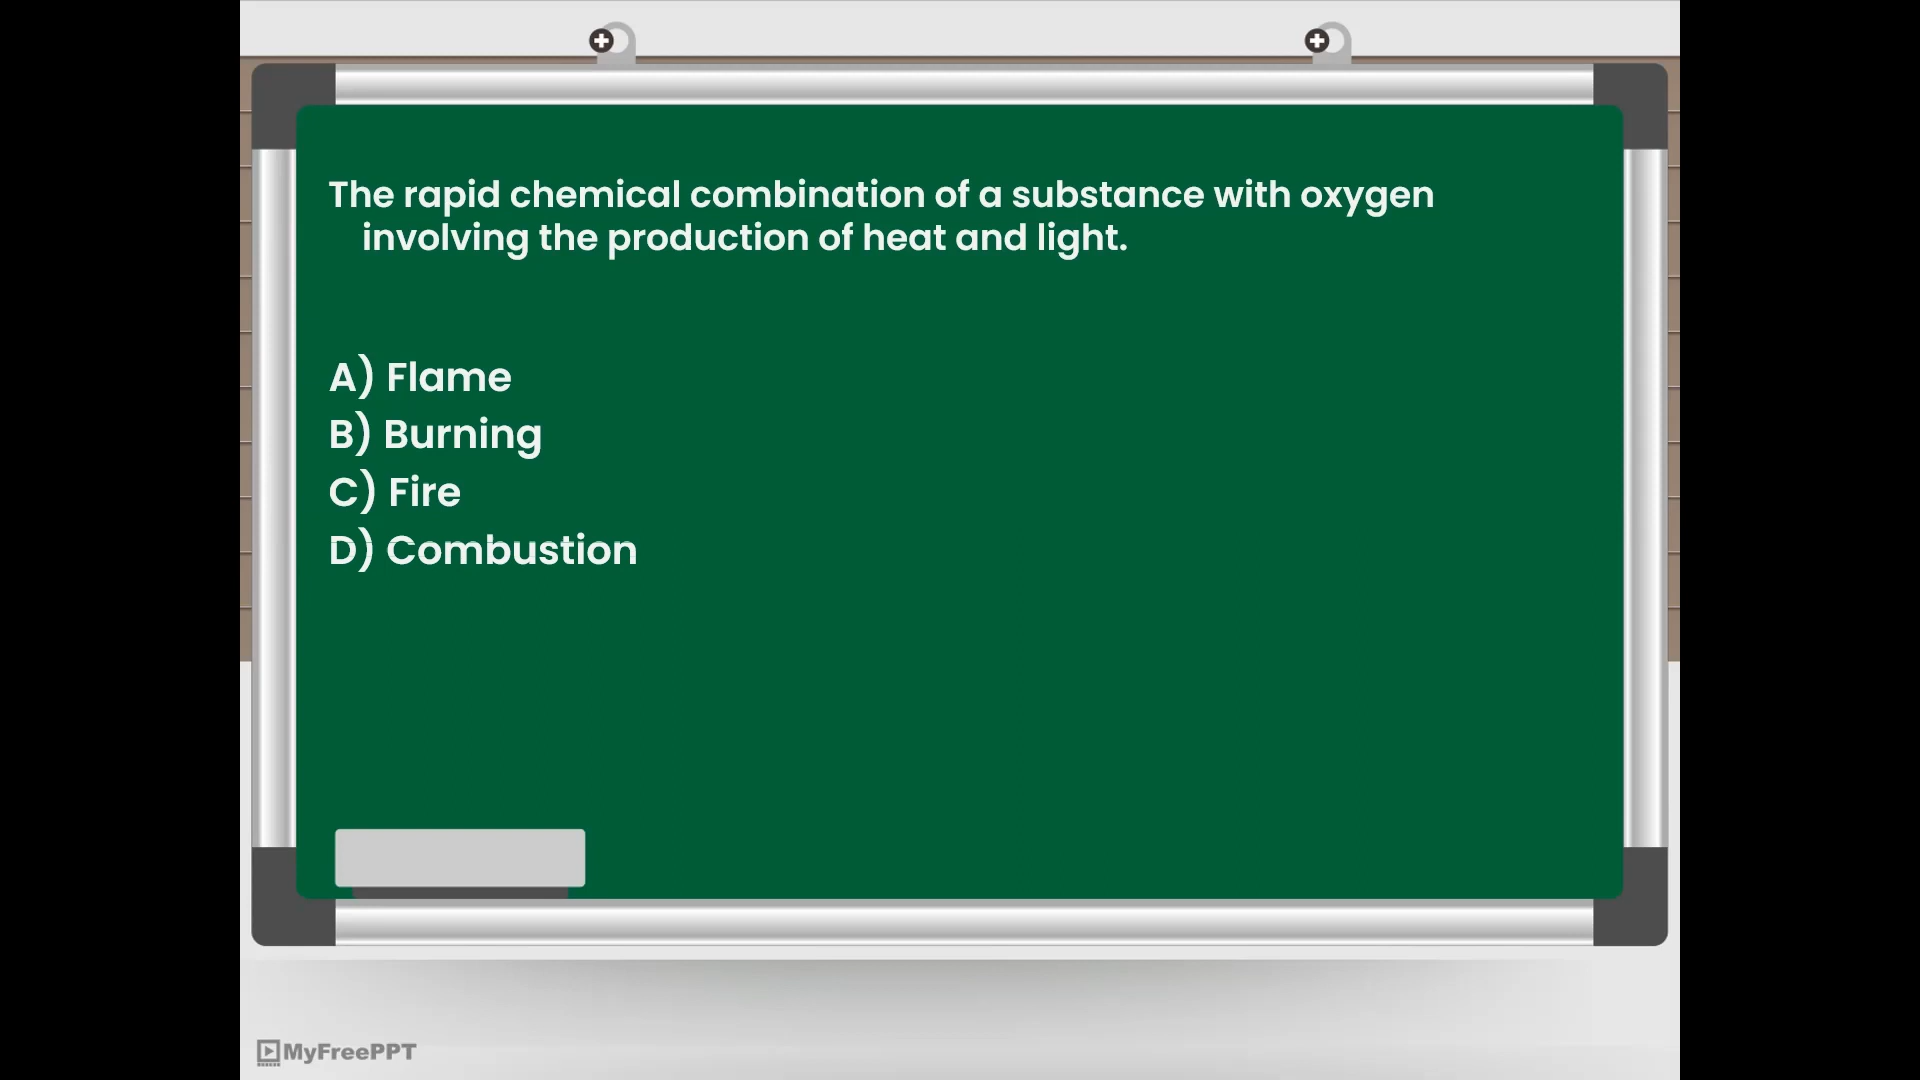 The rapid chemical combination of a substance with oxygen
involving the production of heat and light.
A) Flame
B) Burning
C) Fire
D) Combustion
MyFreePPT